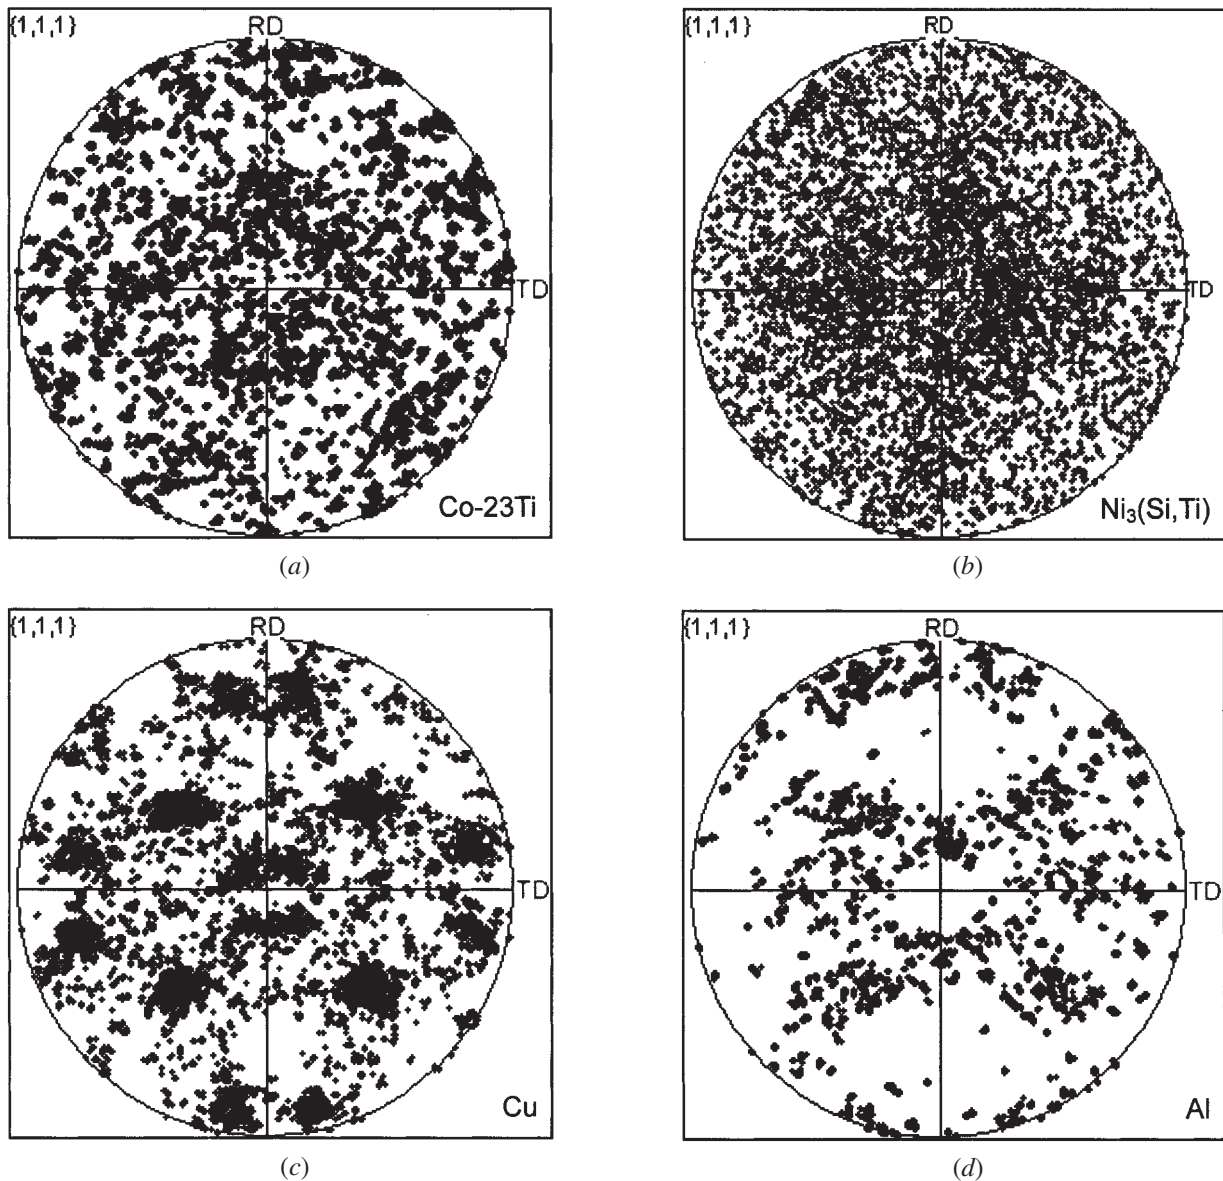 {1,1,1} RD
TD
Co-23Ti
(a)
{1,1,1} RD
TD
Ni₃(Si,Ti)
(b)
{1,1,1} RD
TD
Cu
(c)
{1,1,1} RD
TD
Al
(d)